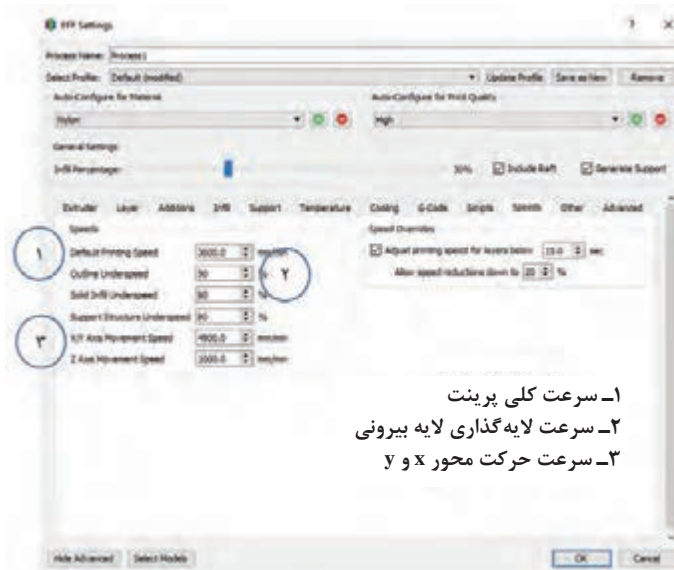 FFF Settings
Process Name: Process1
Select Profile: Default (modified) Update Profile Save as New Remove
Auto-Configure for Material Auto-Configure for Print Quality
Nylon High
General Settings
Infill Percentage: 30% Include Raft Generate Support
Extruder Layer Additions Infill Support Temperature Cooling G-Code Scripts Speeds Other Advanced
Speeds Speed Overrides
۱ Default Printing Speed 3600.0 mm/min Adjust printing speed for layers below 15.0 sec
Outline Underspeed % ۲ Allow speed reductions down to 20 %
Solid Infill Underspeed %
Support Structure Underspeed %
۳ X/Y Axis Movement Speed 4800.0 mm/min
Z Axis Movement Speed 1000.0 mm/min
۱ـ سرعت کلی پرینت
۲ـ سرعت لایه‌گذاری لایه بیرونی
۳ـ سرعت حرکت محور x و y
Hide Advanced Select Models OK Cancel